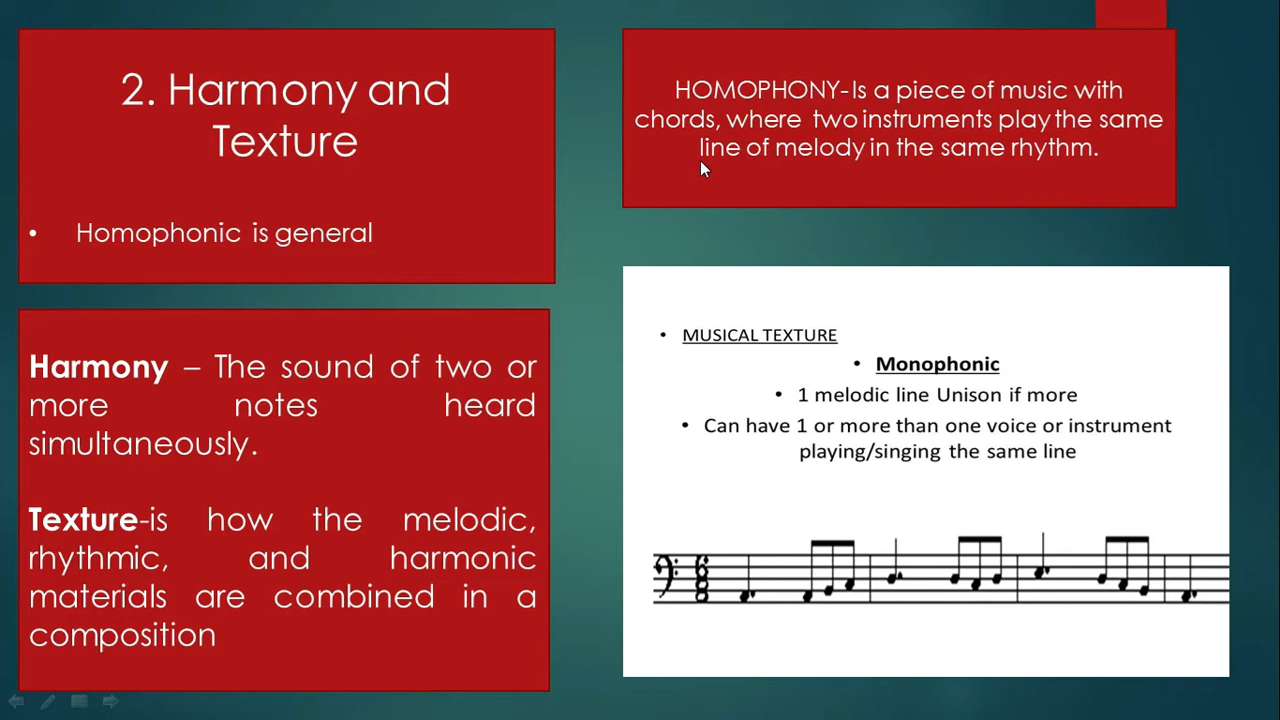 2. Harmony and
Texture
• Homophonic is general
Harmony – The sound of two or
more notes heard
simultaneously.
Texture-is how the melodic,
rhythmic, and harmonic
materials are combined in a
composition
HOMOPHONY-Is a piece of music with
chords, where two instruments play the same
line of melody in the same rhythm.
• MUSICAL TEXTURE
• Monophonic
• 1 melodic line Unison if more
• Can have 1 or more than one voice or instrument
playing/singing the same line
6
8